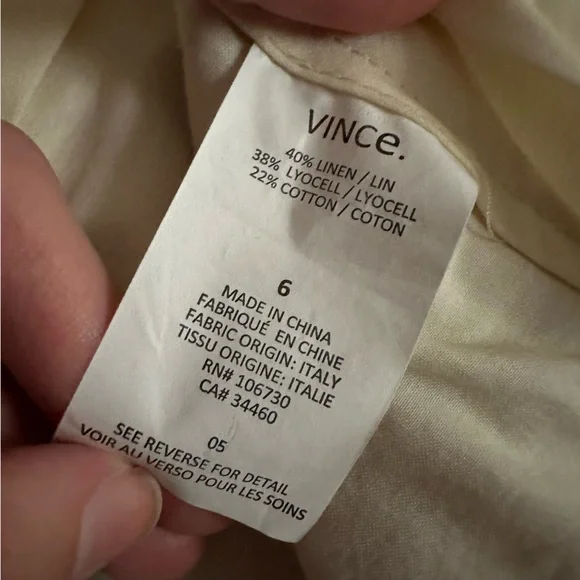 VINCe.
40% LINEN / LIN
38% LYOCELL / LYOCELL
22% COTTON / COTON
6
MADE IN CHINA
FABRIQUÉ EN CHINE
FABRIC ORIGIN: ITALY
TISSU ORIGINE: ITALIE
RN# 106730
CA# 34460
05
SEE REVERSE FOR DETAIL
VOIR AU VERSO POUR LES SOINS